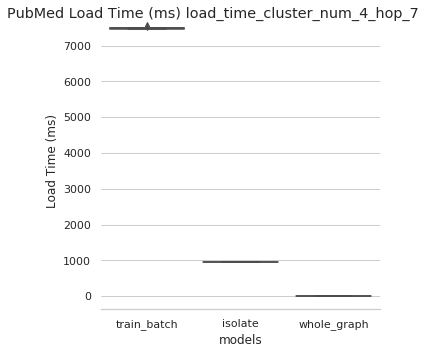 PubMed Load Time (ms) load_time_cluster_num_4_hop_7
7000
6000
5000
4000
3000
2000
1000
0
Load Time (ms)
train_batch isolate whole_graph
models